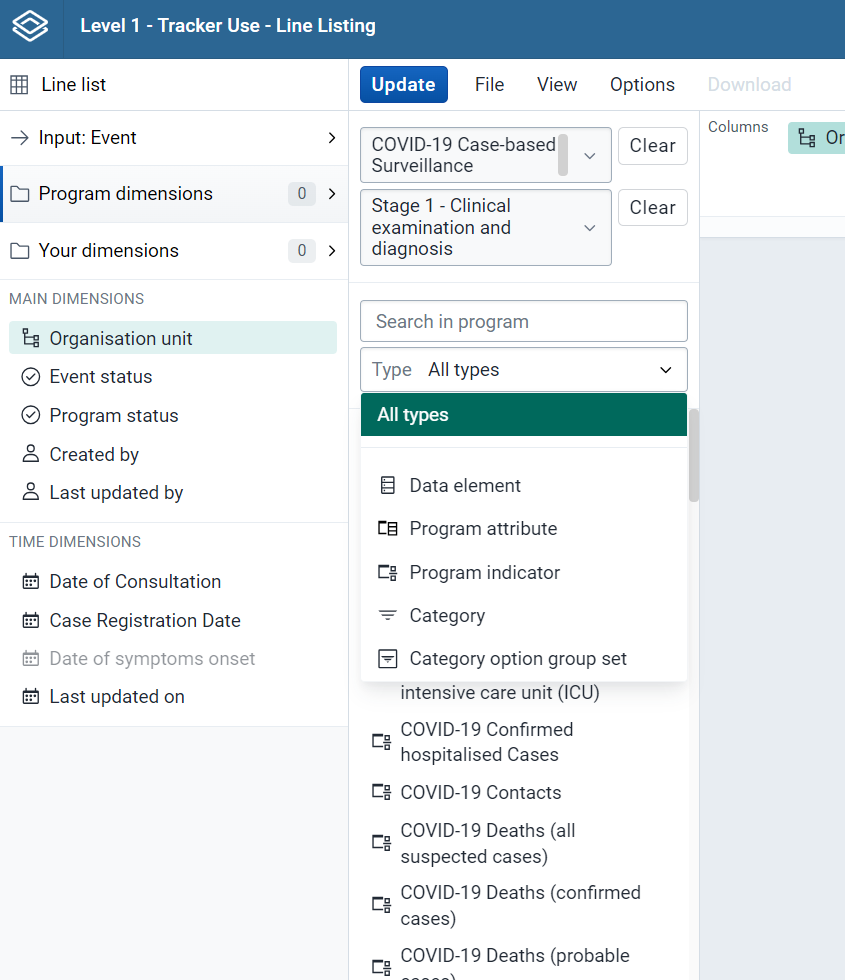 Level 1 - Tracker Use - Line Listing
Line list
Update
File
View
Options
Download
Input: Event
Program dimensions
0
Your dimensions
0
MAIN DIMENSIONS
Organisation unit
Event status
Program status
Created by
Last updated by
TIME DIMENSIONS
Date of Consultation
Case Registration Date
Date of symptoms onset
Last updated on
COVID-19 Case-based
Surveillance
Clear
Stage 1 - Clinical
examination and
diagnosis
Clear
Search in program
Type All types
All types
Data element
Program attribute
Program indicator
Category
Category option group set
intensive care unit (ICU)
COVID-19 Confirmed
hospitalised Cases
COVID-19 Contacts
COVID-19 Deaths (all
suspected cases)
COVID-19 Deaths (confirmed
cases)
COVID-19 Deaths (probable
Columns
Or